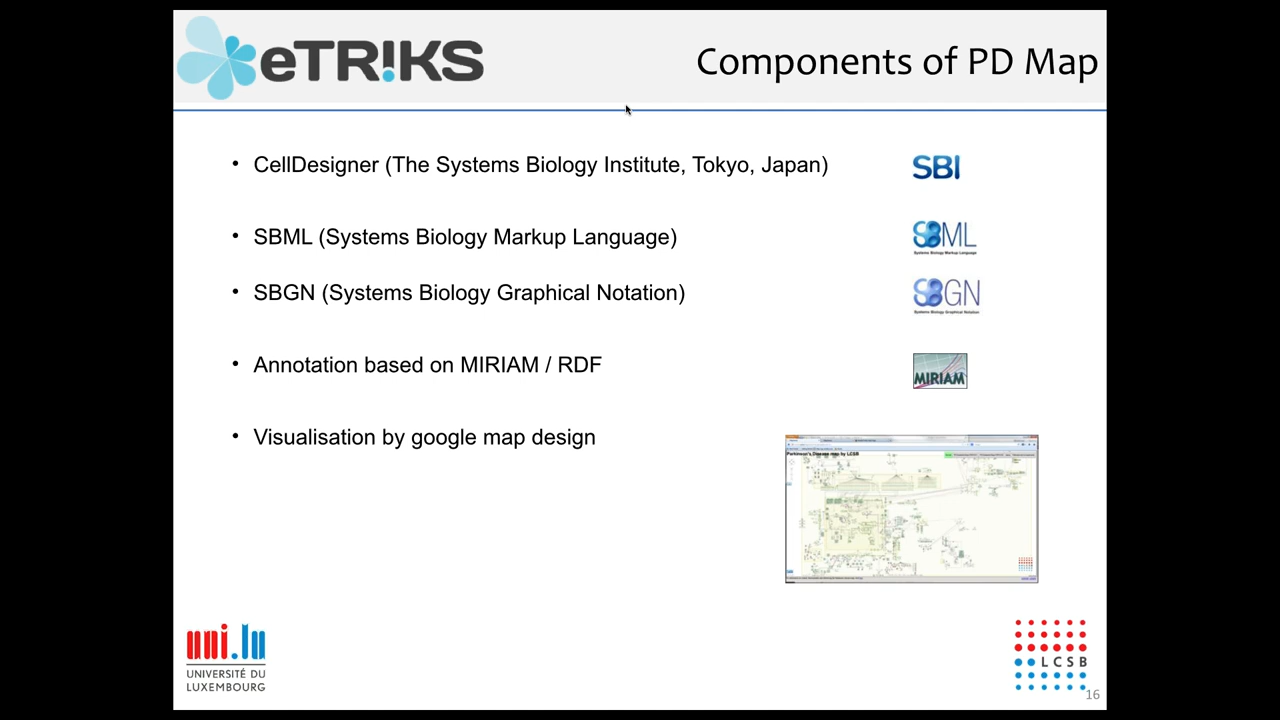 eTR!KS
Components of PD Map
• CellDesigner (The Systems Biology Institute, Tokyo, Japan)
SBI
• SBML (Systems Biology Markup Language)
SBML
Systems Biology Markup Language
• SBGN (Systems Biology Graphical Notation)
SBGN
Systems Biology Graphical Notation
• Annotation based on MIRIAM / RDF
MIRIAM
• Visualisation by google map design
Parkinson's Disease map by LCSB
uni.lu
UNIVERSITÉ DU
LUXEMBOURG
LCSB
16